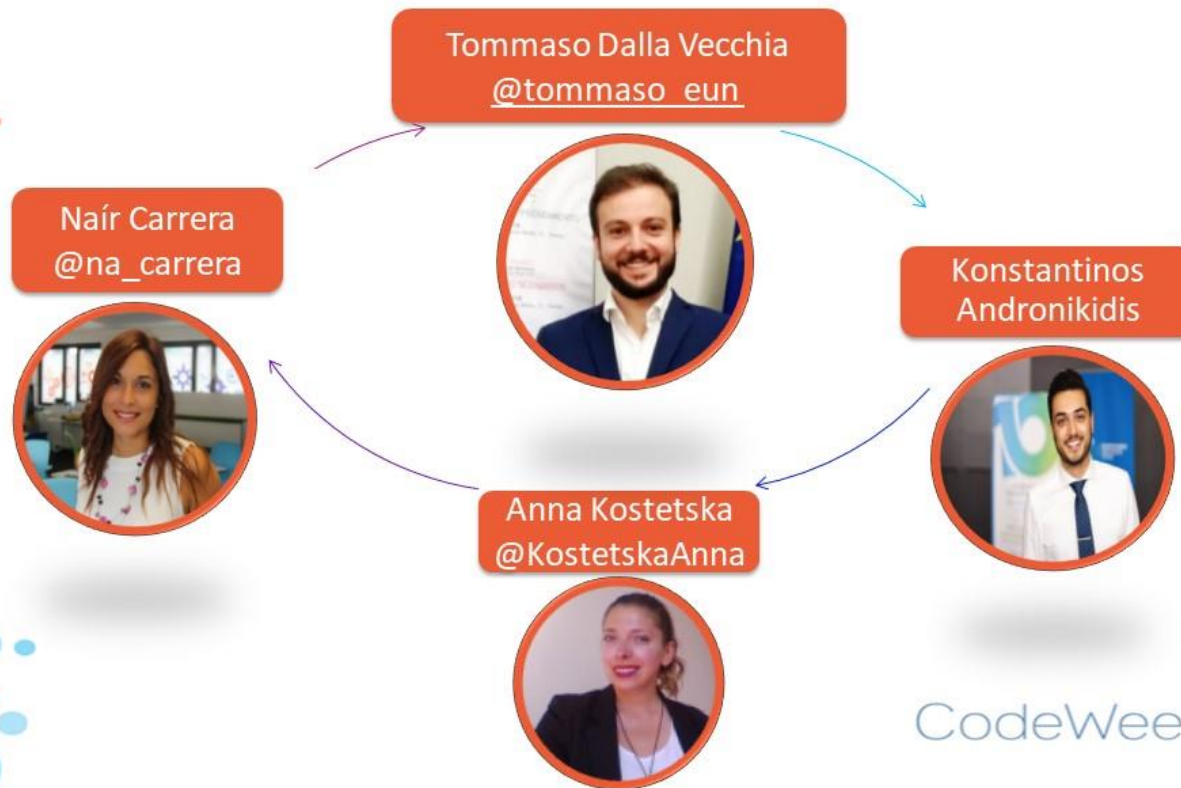 Tommaso Dalla Vecchia
@tommaso_eun
Naír Carrera
@na_carrera
Konstantinos
Andronikidis
Anna Kostetska
@KostetskaAnna
CodeWee